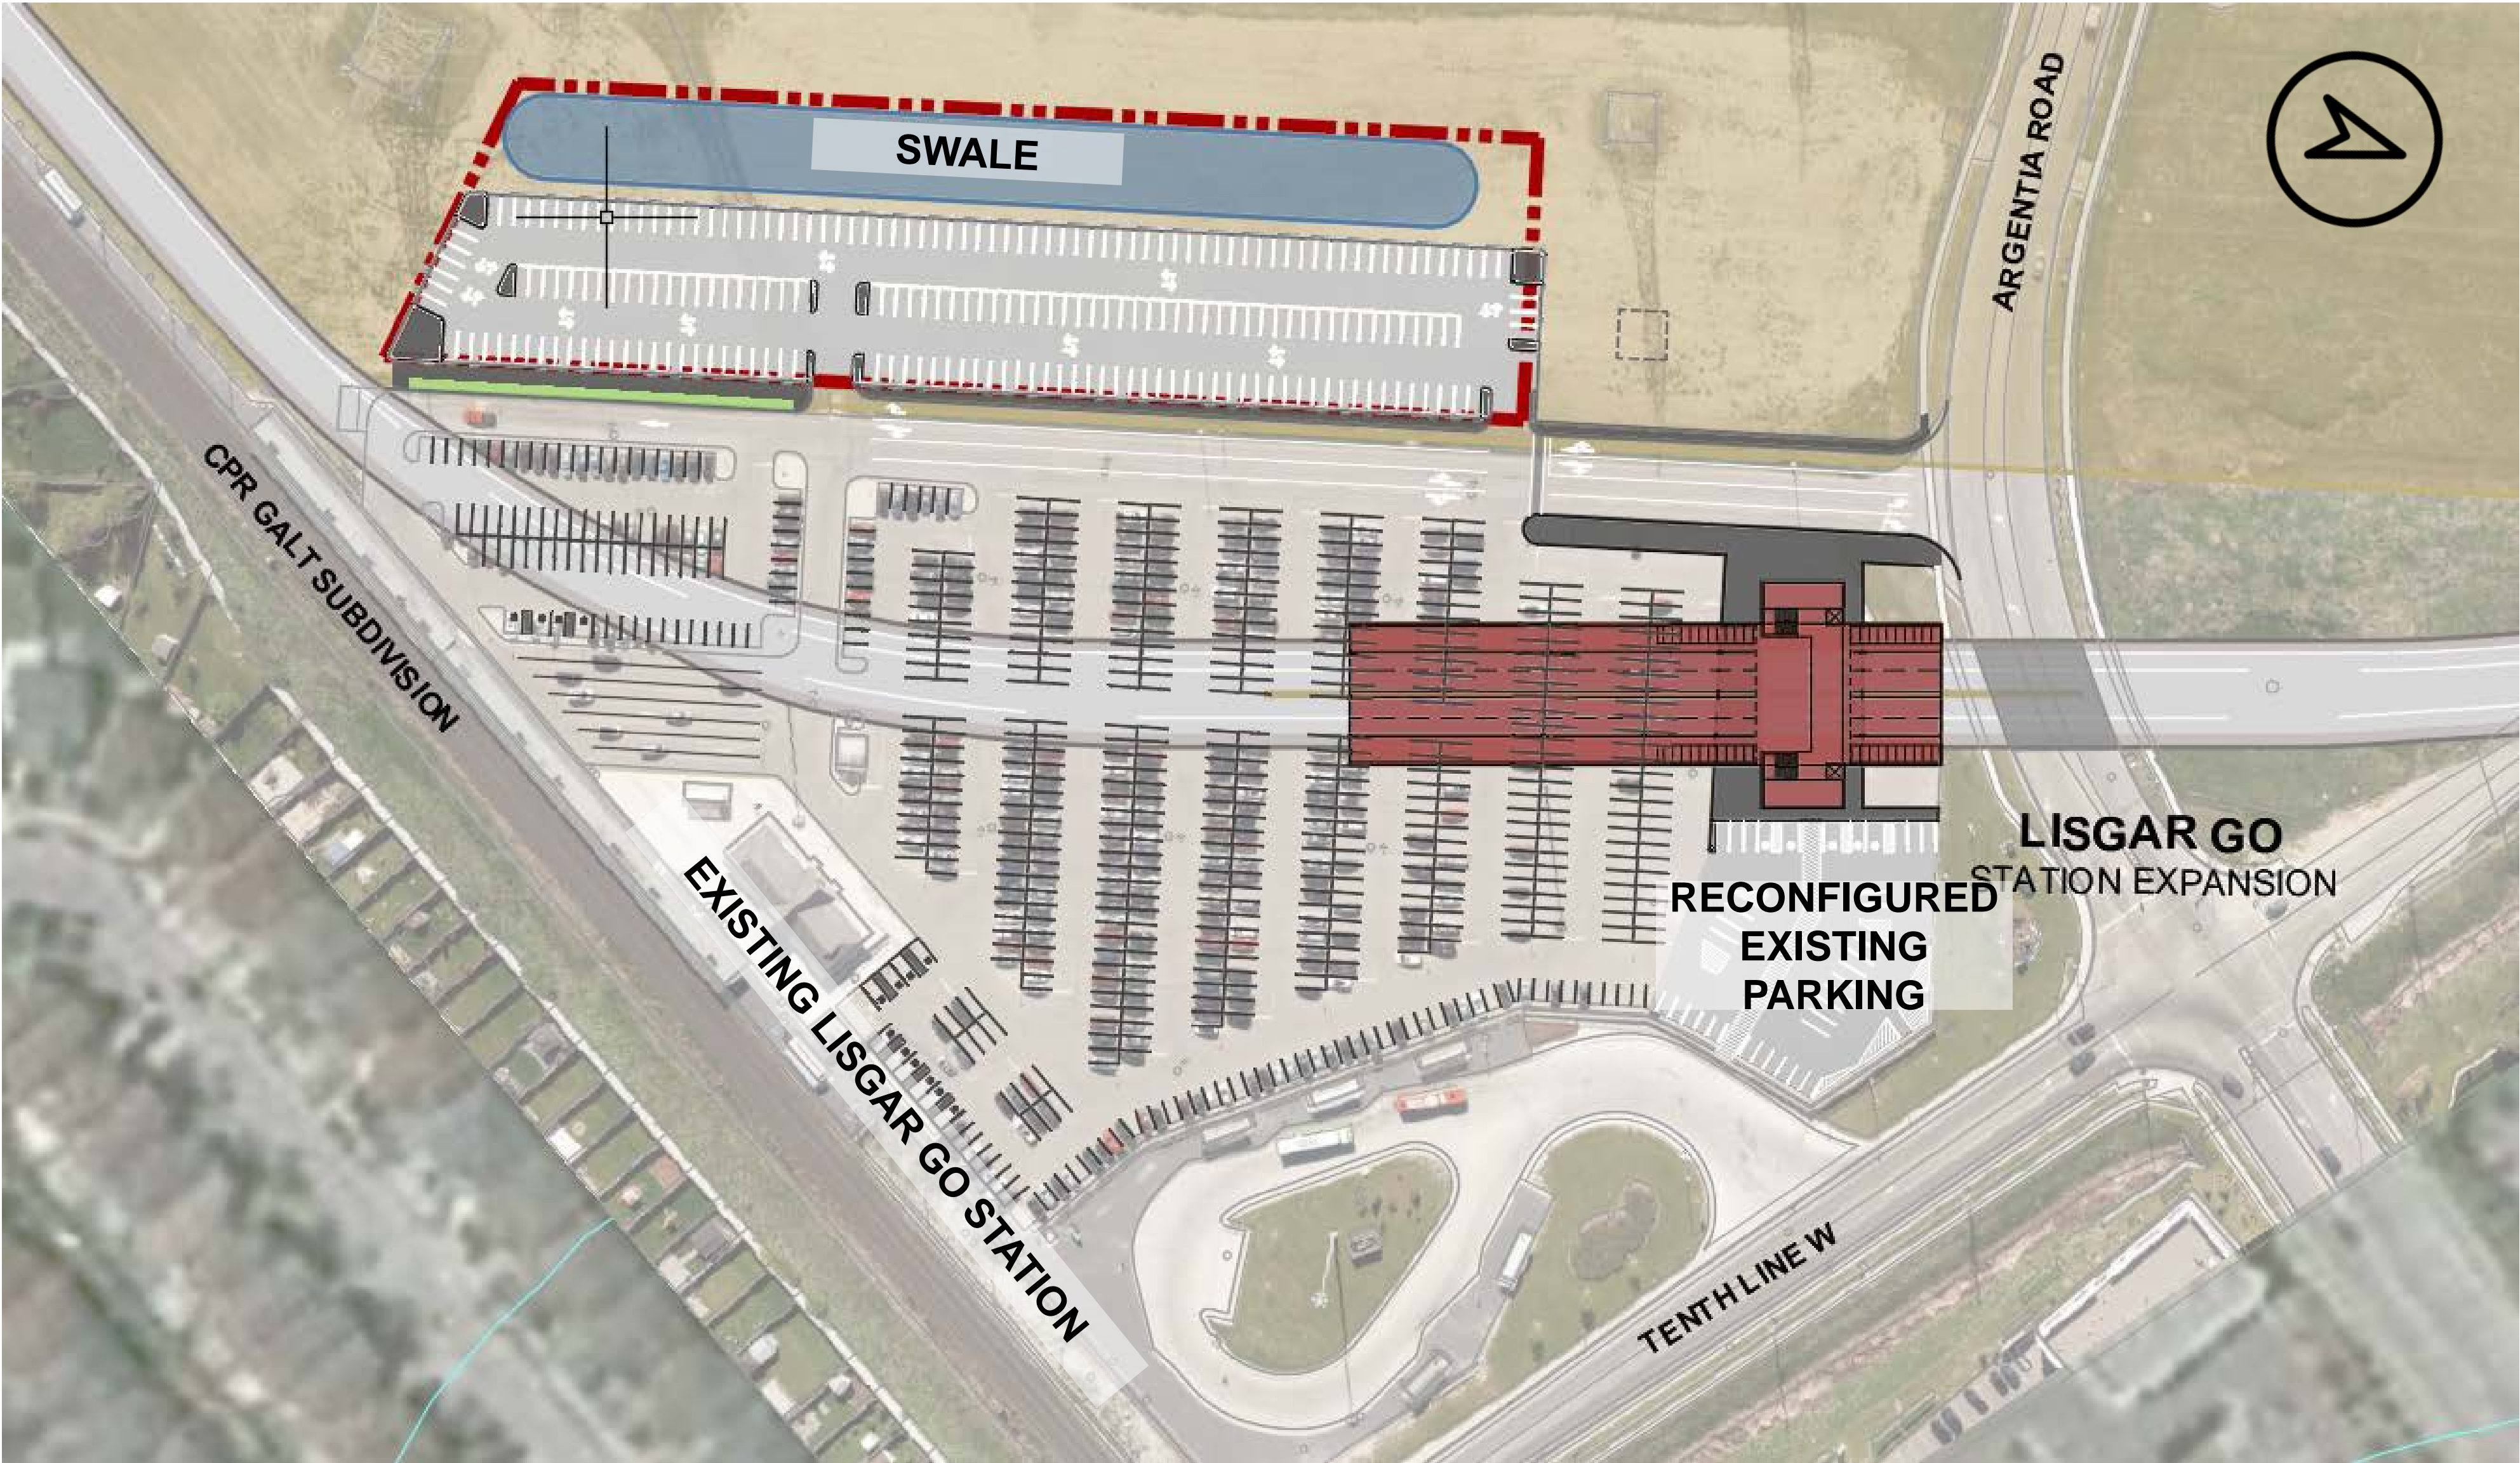 SWALE
ARGENTIA ROAD
CPR GALT SUBDIVISION
LISGAR GO
STATION EXPANSION
RECONFIGURED
EXISTING
PARKING
EXISTING LISGAR GO STATION
TENTH LINE W